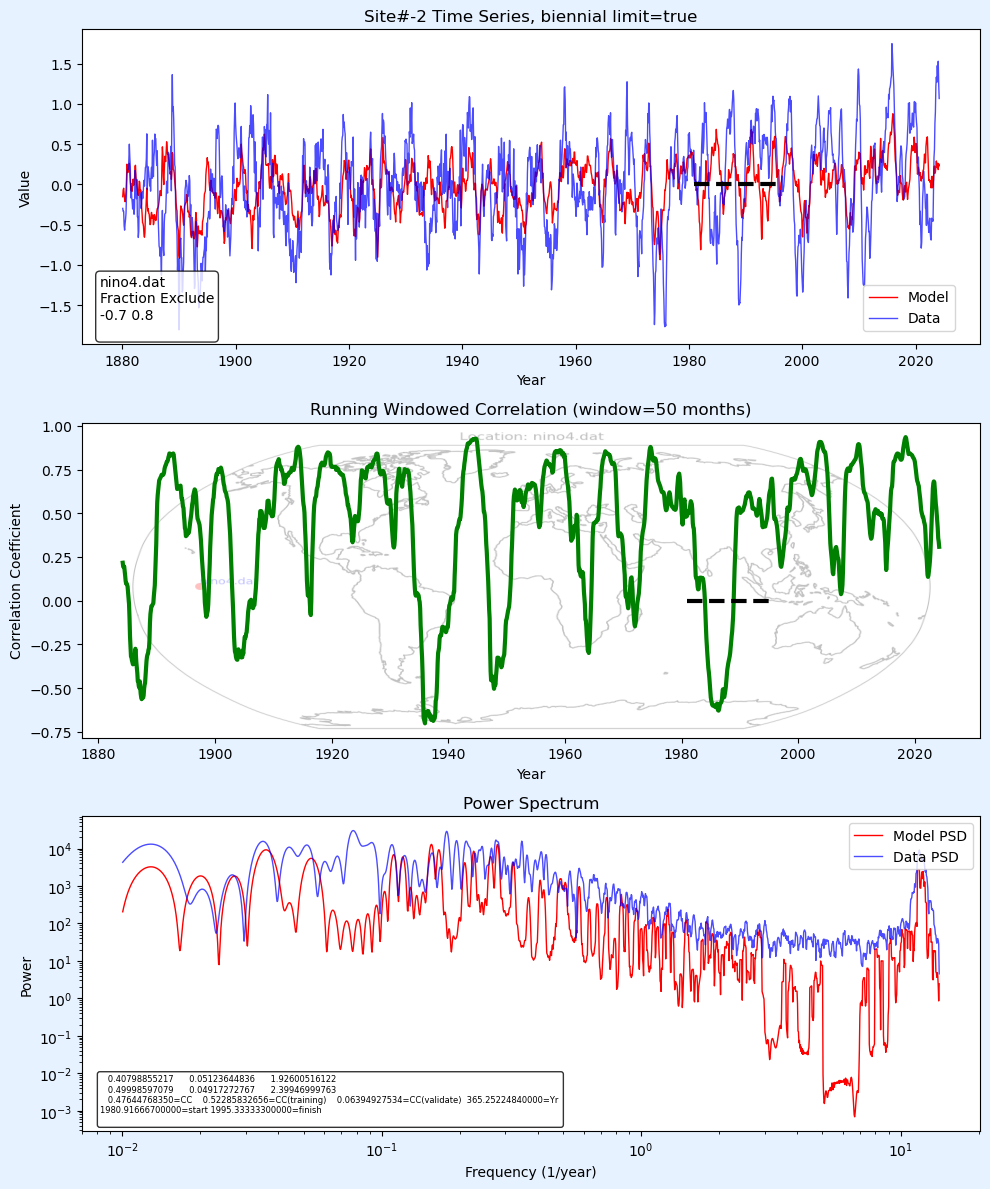 Site#-2 Time Series, biennial limit=true
Value
1.5
1.0
0.5
0.0
−0.5
−1.0
−1.5
nino4.dat
Fraction Exclude
-0.7 0.8
Model
Data
1880 1900 1920 1940 1960 1980 2000 2020
Year
Running Windowed Correlation (window=50 months)
Location: nino4.dat
Correlation Coefficient
1.00
0.75
0.50
0.25
0.00
−0.25
−0.50
−0.75
1880 1900 1920 1940 1960 1980 2000 2020
Year
Power Spectrum
Model PSD
Data PSD
Power
10^4
10^3
10^2
10^1
10^0
10^−1
10^−2
10^−3
0.40798855217 0.05123644836 1.92600516122
0.49998597079 0.04917272767 2.39946999763
0.47644768350=CC 0.52285832656=CC(training) 0.06394927534=CC(validate) 365.25224840000=Yr
1980.91666700000=start 1995.33333300000=finish
10^−2 10^−1 10^0 10^1
Frequency (1/year)